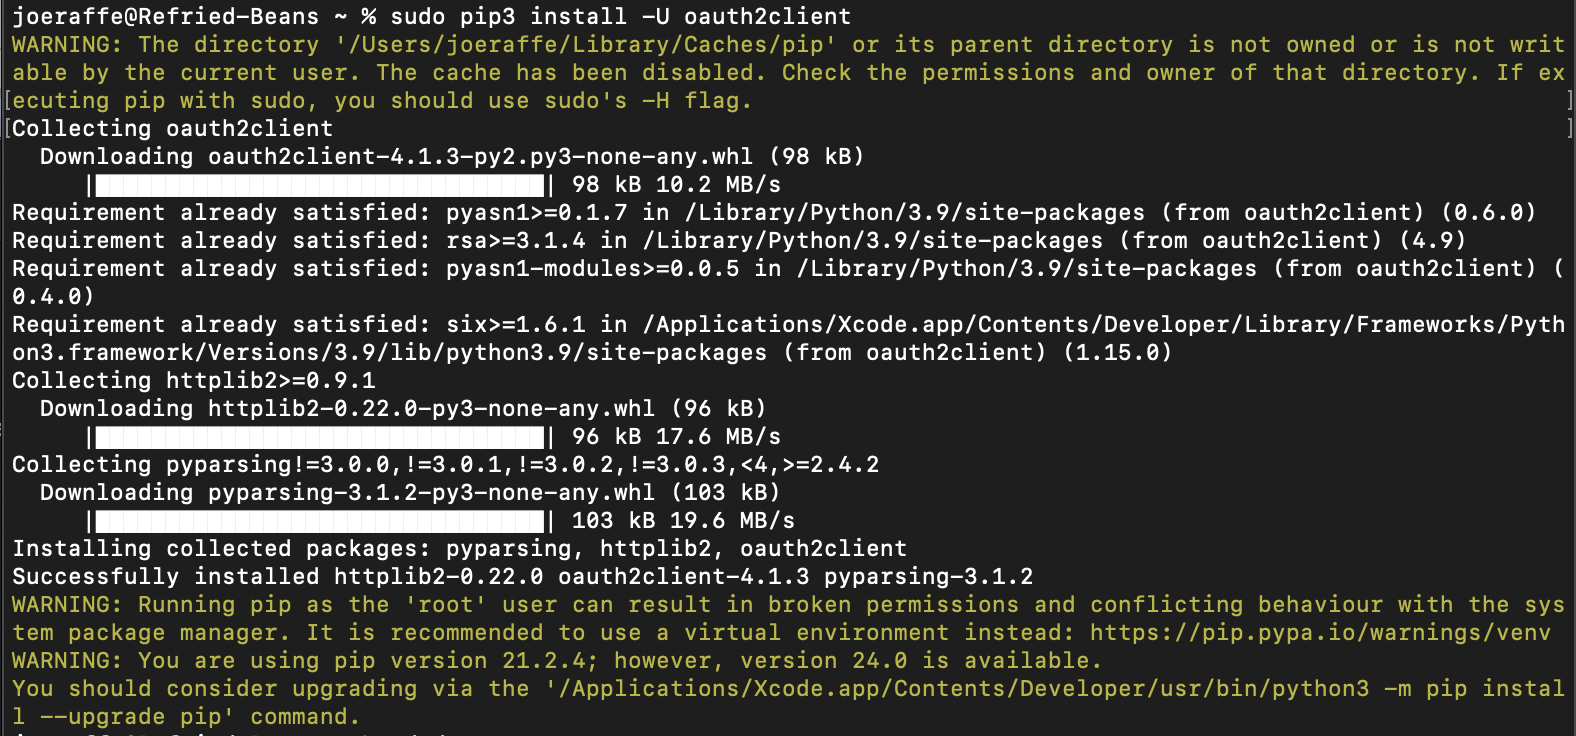 joeraffe@Refried-Beans ~ % sudo pip3 install -U oauth2client
WARNING: The directory '/Users/joeraffe/Library/Caches/pip' or its parent directory is not owned or is not writ
able by the current user. The cache has been disabled. Check the permissions and owner of that directory. If ex
[ecuting pip with sudo, you should use sudo's -H flag. ]
[Collecting oauth2client ]
  Downloading oauth2client-4.1.3-py2.py3-none-any.whl (98 kB)
     |████████████████████████████████| 98 kB 10.2 MB/s
Requirement already satisfied: pyasn1>=0.1.7 in /Library/Python/3.9/site-packages (from oauth2client) (0.6.0)
Requirement already satisfied: rsa>=3.1.4 in /Library/Python/3.9/site-packages (from oauth2client) (4.9)
Requirement already satisfied: pyasn1-modules>=0.0.5 in /Library/Python/3.9/site-packages (from oauth2client) (
0.4.0)
Requirement already satisfied: six>=1.6.1 in /Applications/Xcode.app/Contents/Developer/Library/Frameworks/Pyth
on3.framework/Versions/3.9/lib/python3.9/site-packages (from oauth2client) (1.15.0)
Collecting httplib2>=0.9.1
  Downloading httplib2-0.22.0-py3-none-any.whl (96 kB)
     |████████████████████████████████| 96 kB 17.6 MB/s
Collecting pyparsing!=3.0.0,!=3.0.1,!=3.0.2,!=3.0.3,<4,>=2.4.2
  Downloading pyparsing-3.1.2-py3-none-any.whl (103 kB)
     |████████████████████████████████| 103 kB 19.6 MB/s
Installing collected packages: pyparsing, httplib2, oauth2client
Successfully installed httplib2-0.22.0 oauth2client-4.1.3 pyparsing-3.1.2
WARNING: Running pip as the 'root' user can result in broken permissions and conflicting behaviour with the sys
tem package manager. It is recommended to use a virtual environment instead: https://pip.pypa.io/warnings/venv
WARNING: You are using pip version 21.2.4; however, version 24.0 is available.
You should consider upgrading via the '/Applications/Xcode.app/Contents/Developer/usr/bin/python3 -m pip instal
l --upgrade pip' command.